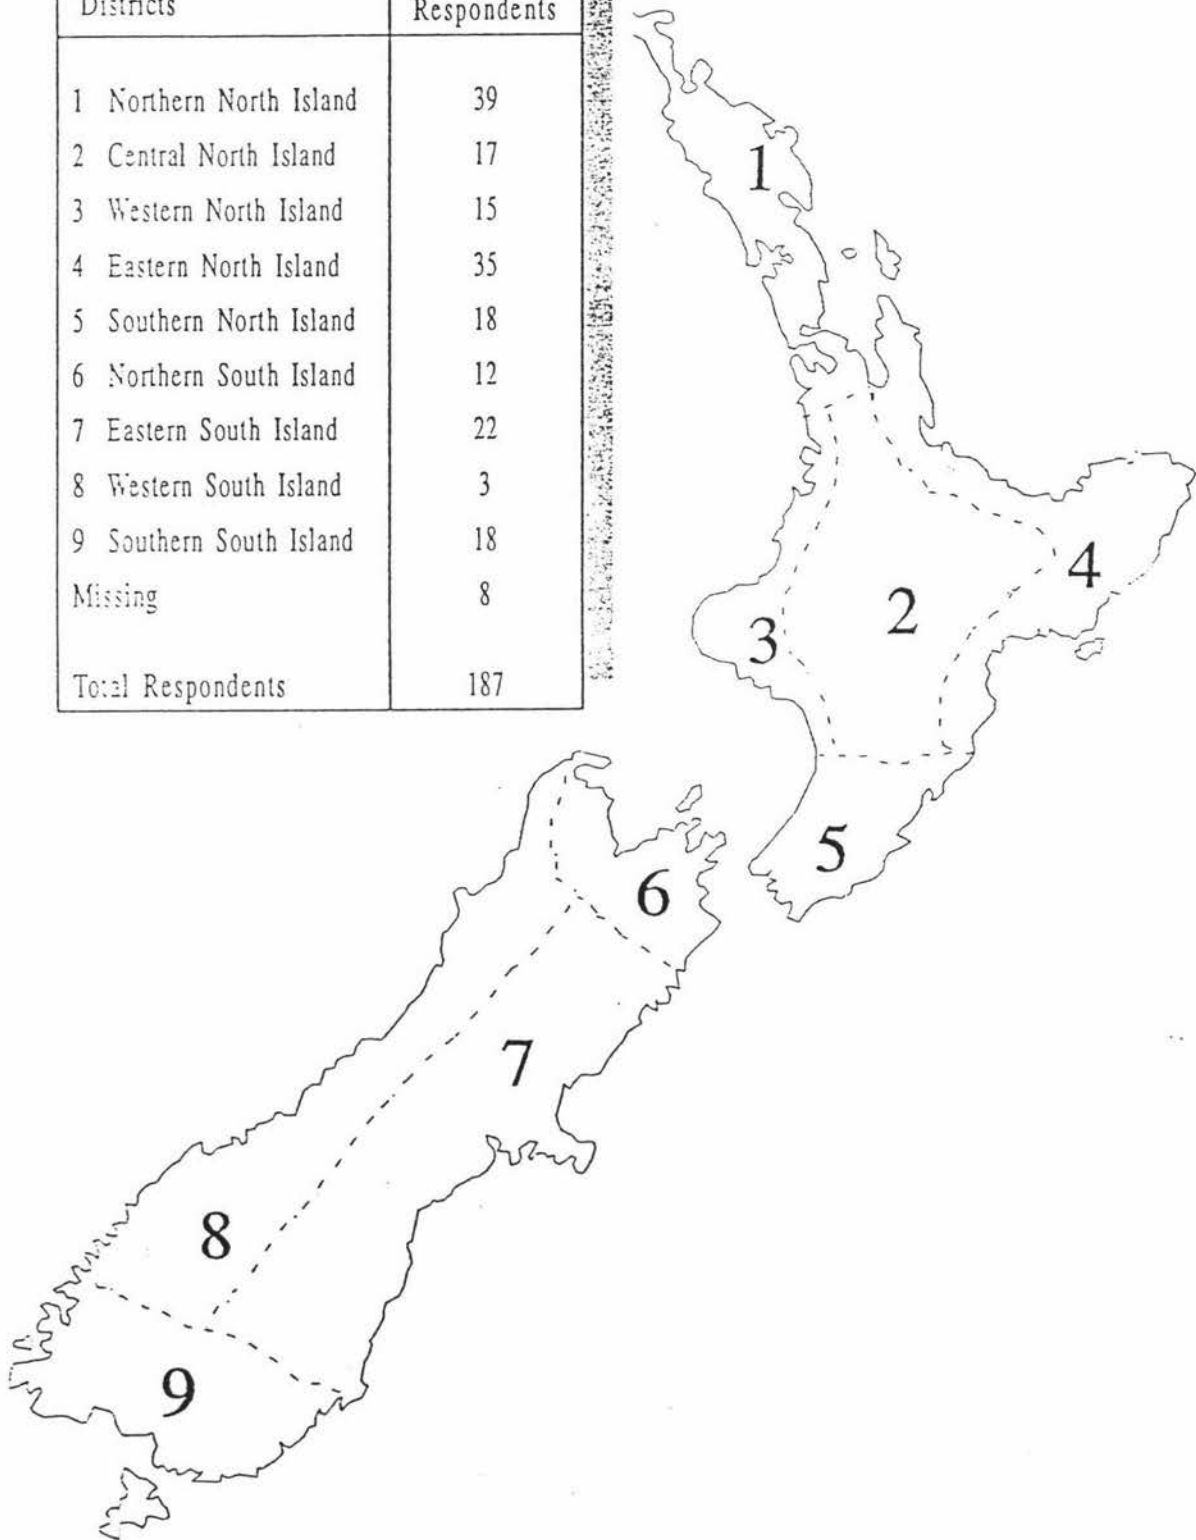 Districts Respondents
1 Northern North Island 39
2 Central North Island 17
3 Western North Island 15
4 Eastern North Island 35
5 Southern North Island 18
6 Northern South Island 12
7 Eastern South Island 22
8 Western South Island 3
9 Southern South Island 18
Missing 8
Total Respondents 187
1
4
2
3
5
6
7
8
9